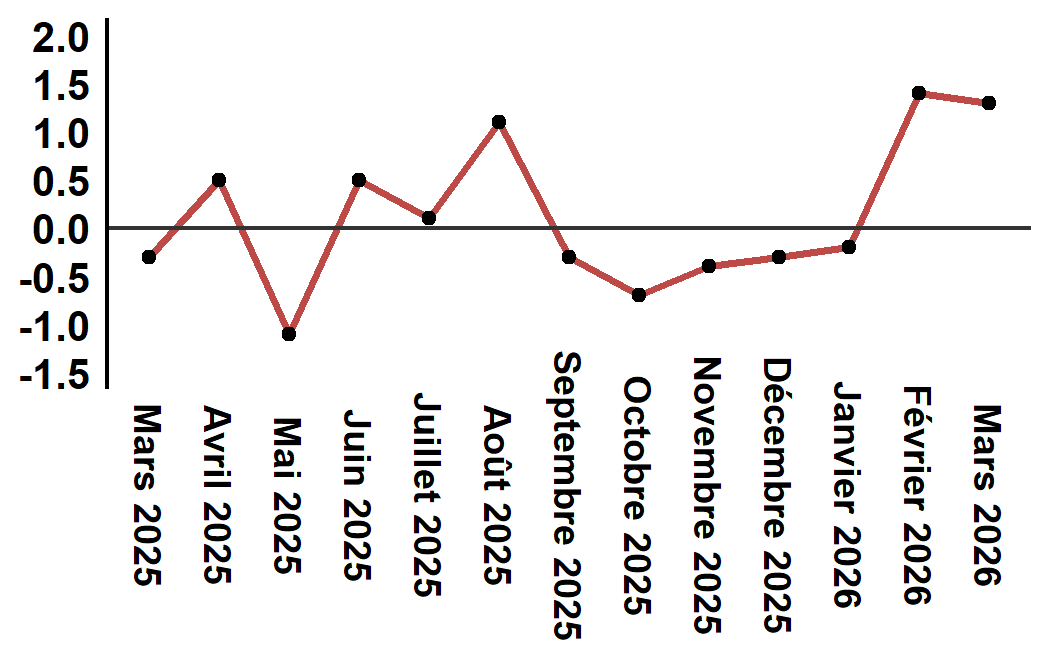 2.0
1.5
1.0
0.5
0.0
-0.5
-1.0
-1.5
Mars 2025
Avril 2025
Mai 2025
Juin 2025
Juillet 2025
Août 2025
Septembre 2025
Octobre 2025
Novembre 2025
Décembre 2025
Janvier 2026
Février 2026
Mars 2026